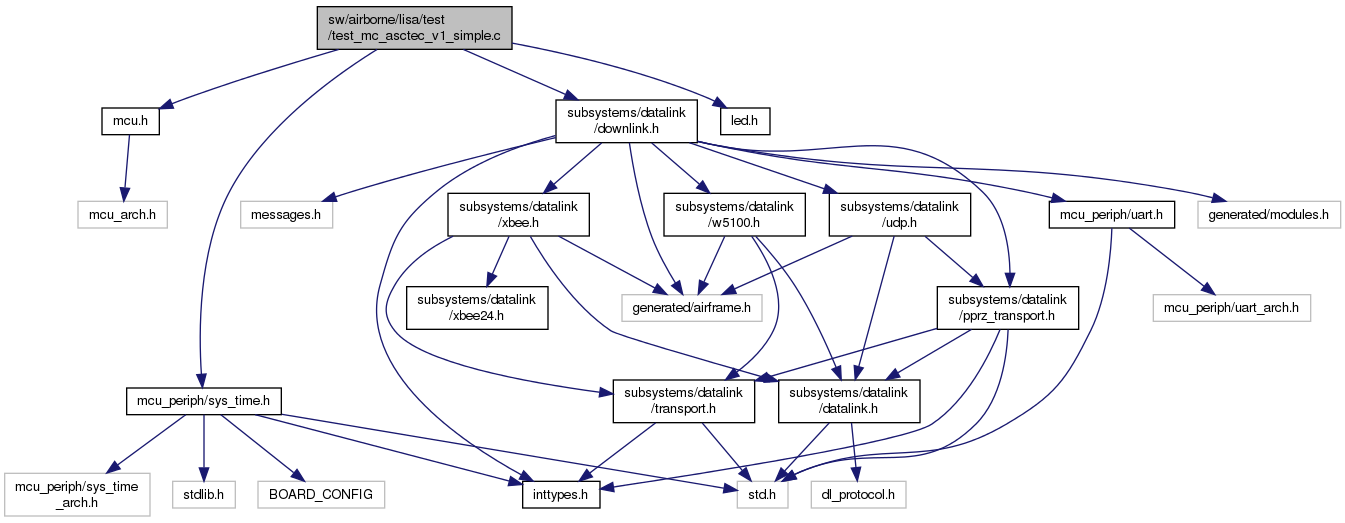 sw/airborne/lisa/test
/test_mc_asctec_v1_simple.c
mcu.h
subsystems/datalink
/downlink.h
led.h
mcu_arch.h
messages.h
subsystems/datalink
/xbee.h
subsystems/datalink
/w5100.h
subsystems/datalink
/udp.h
mcu_periph/uart.h
generated/modules.h
subsystems/datalink
/xbee24.h
generated/airframe.h
subsystems/datalink
/pprz_transport.h
mcu_periph/uart_arch.h
mcu_periph/sys_time.h
subsystems/datalink
/transport.h
subsystems/datalink
/datalink.h
mcu_periph/sys_time
_arch.h
stdlib.h
BOARD_CONFIG
inttypes.h
std.h
dl_protocol.h